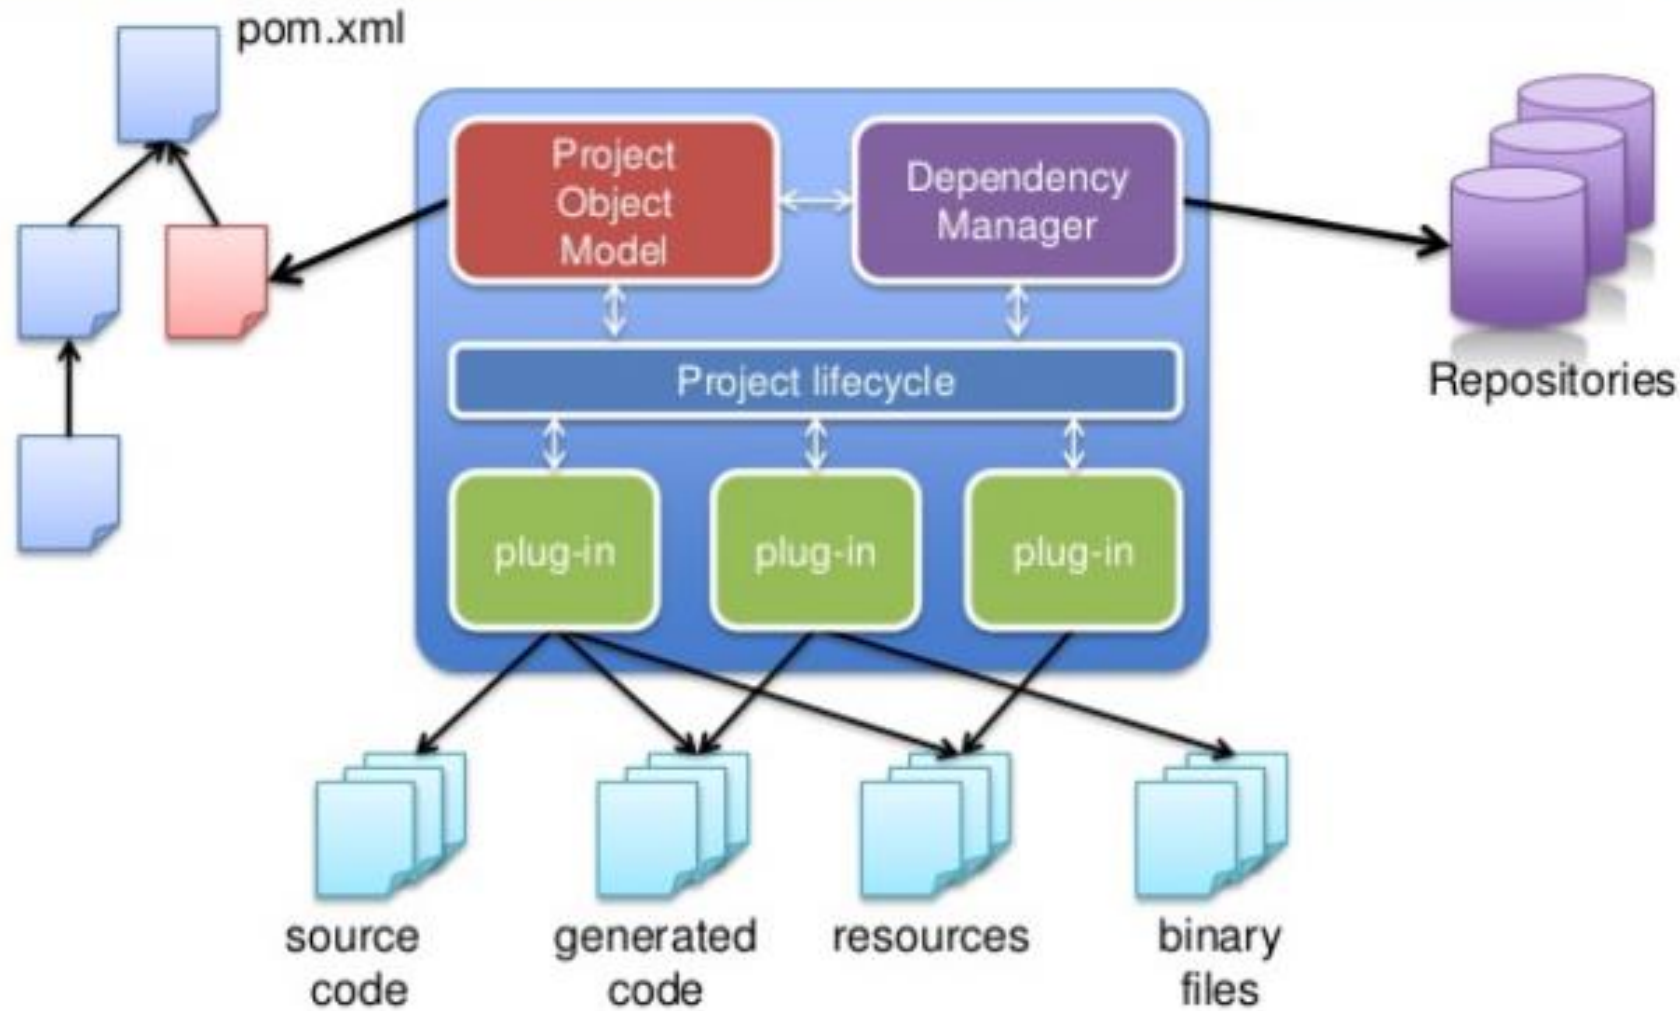 pom.xml
Project
Object
Model
Dependency
Manager
Repositories
Project lifecycle
plug-in
plug-in
plug-in
source
code
generated
code
resources
binary
files